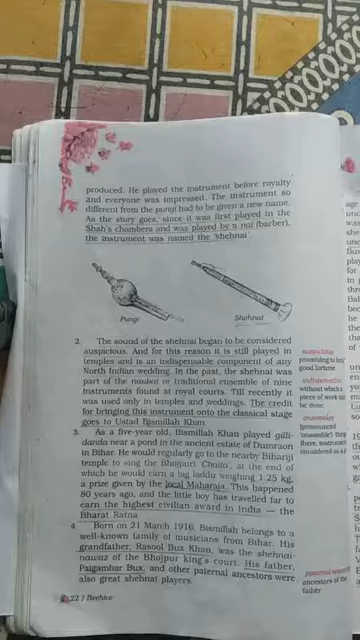 produced. He played the instrument before royalty
and everyone was impressed. The instrument so
different from the pungi had to be given a new name.
As the story goes, since it was first played in the
Shah's chambers and was played by a nai (barber),
the instrument was named the 'shehnai'.
Pungi
Shehnai
2. The sound of the shehnai began to be considered
auspicious. And for this reason it is still played in
temples and is an indispensable component of any
North Indian wedding. In the past, the shehnai was
part of the naubat or traditional ensemble of nine
instruments found at royal courts. Till recently it
was used only in temples and weddings. The credit
for bringing this instrument onto the classical stage
goes to Ustad Bismillah Khan.
3. As a five-year old, Bismillah Khan played gilli-
danda near a pond in the ancient estate of Dumraon
in Bihar. He would regularly go to the nearby Bihariji
temple to sing the Bhojpuri 'Chaita', at the end of
which he would earn a big laddu weighing 1.25 kg,
a prize given by the local Maharaja. This happened
80 years ago, and the little boy has travelled far to
earn the highest civilian award in India — the
Bharat Ratna
4 Born on 21 March 1916, Bismillah belongs to a
well-known family of musicians from Bihar. His
grandfather, Rasool Bux Khan, was the shehnai-
nawaz of the Bhojpur king's court. His father,
Paigambar Bux, and other paternal ancestors were
also great shehnai players.
auspicious
promising to
good fortune
indispensable
without which
piece of work
be done
ensemble
(pronounced
there, instruments
considered as a
paternal
ancestors of the
father
22 / Beehive